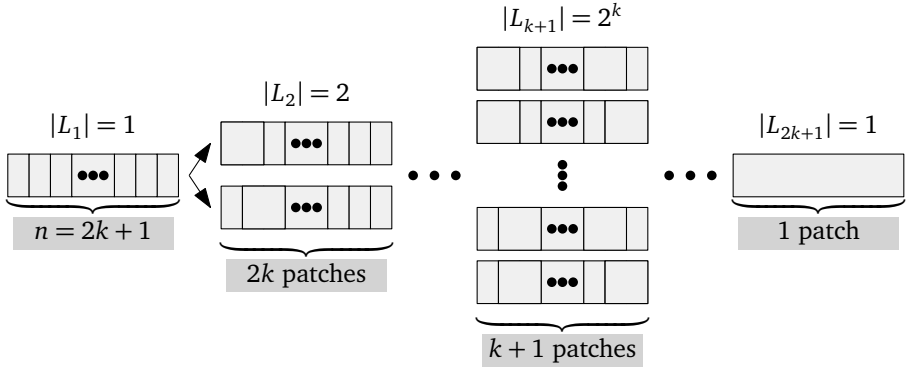 |L_{k+1}| = 2^k
|L_2| = 2
|L_1| = 1
|L_{2k+1}| = 1
n = 2k + 1
1 patch
2k patches
k + 1 patches